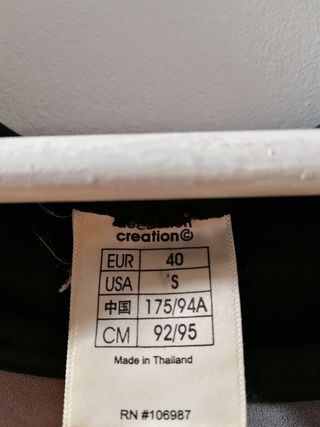 creation©
EUR 40
USA S
中国 175/94A
CM 92/95
Made in Thailand
RN #106987